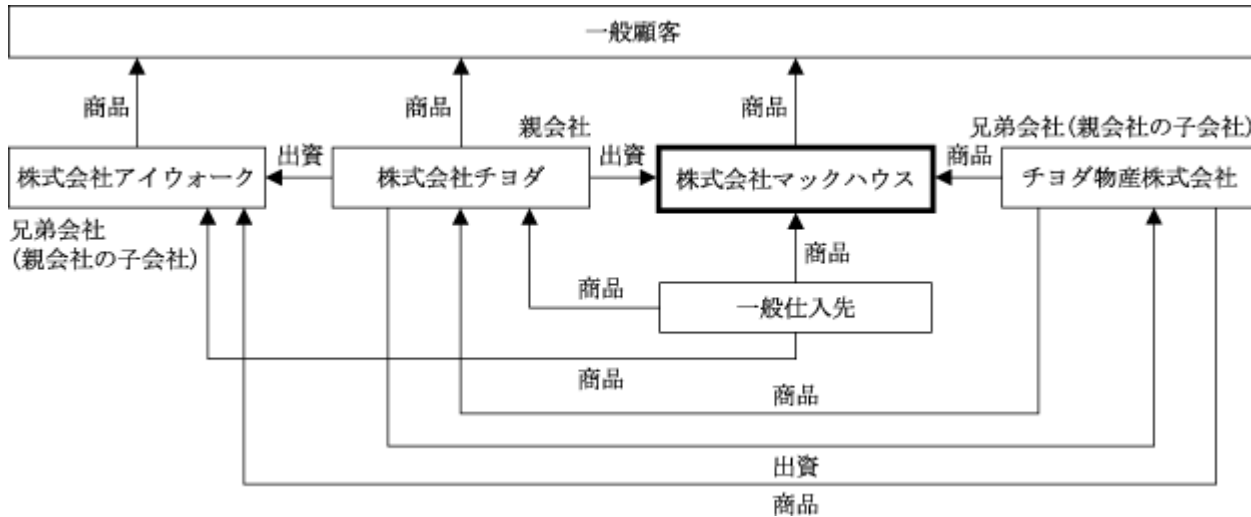 一般顧客
商品
商品
商品
親会社
兄弟会社(親会社の子会社)
株式会社アイウォーク
出資
株式会社チヨダ
出資
株式会社マックハウス
商品
チヨダ物産株式会社
兄弟会社
(親会社の子会社)
商品
商品
一般仕入先
商品
商品
出資
商品